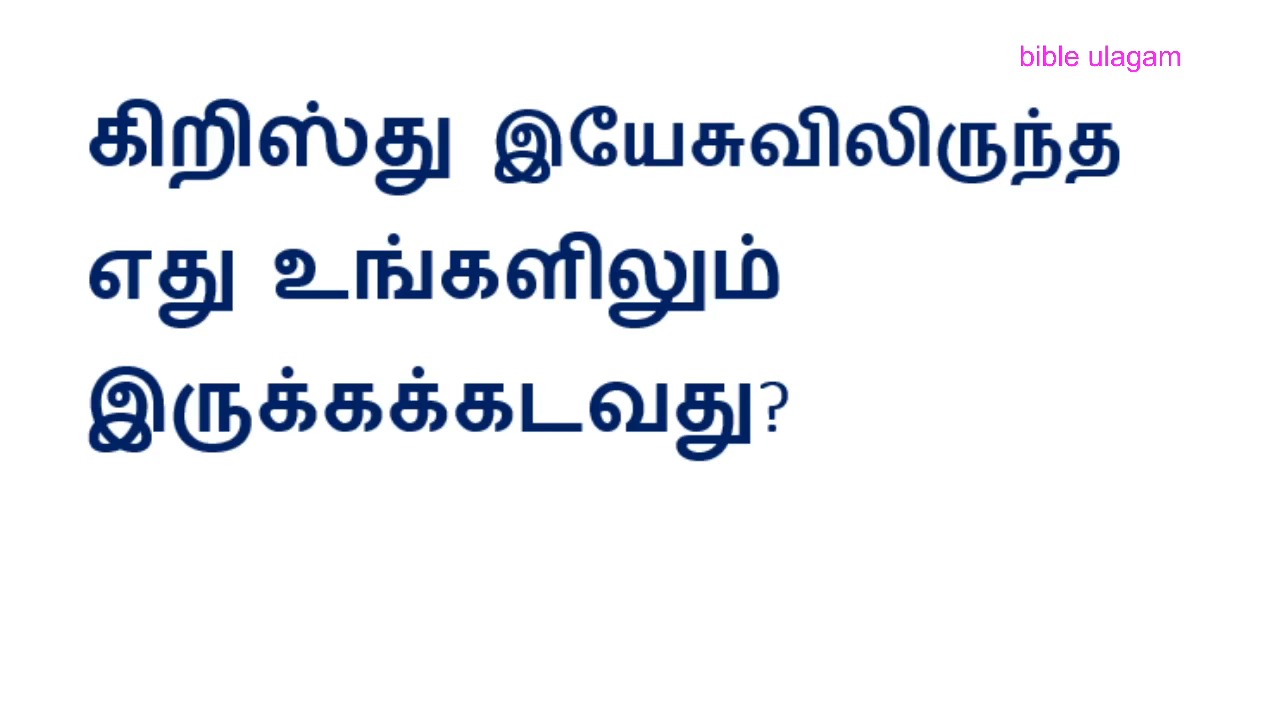 bible ulagam
கிறிஸ்து இயேசுவிலிருந்த
எது உங்களிலும்
இருக்கக்கடவது?